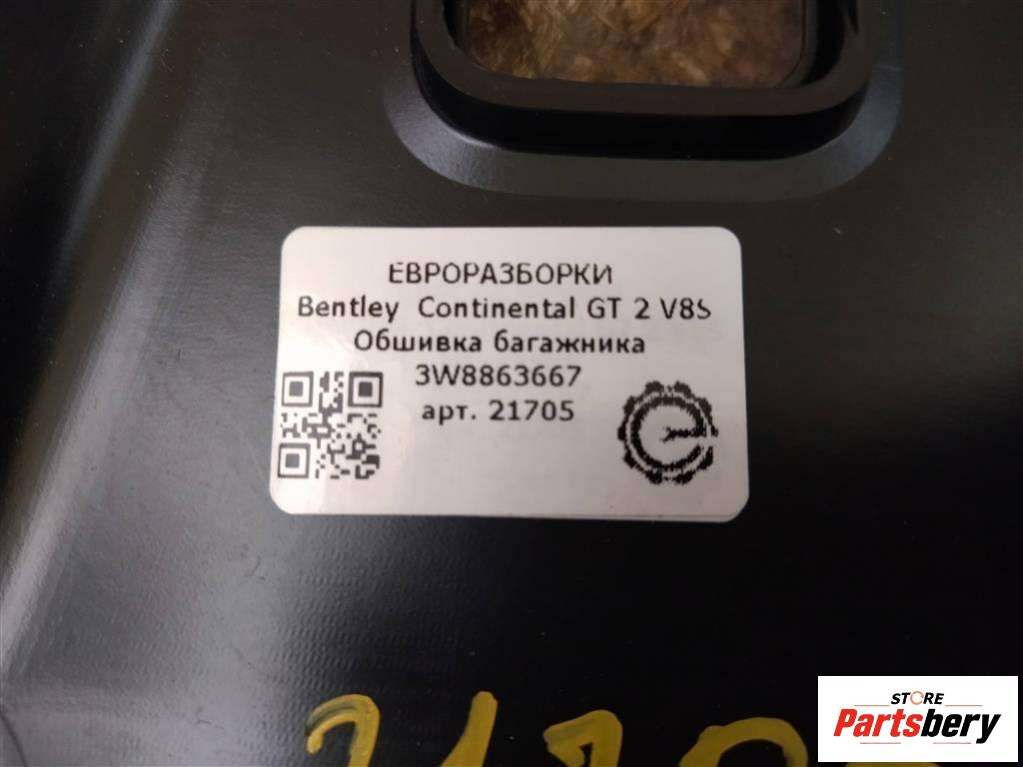 ЕВРОРАЗБОРКИ
Bentley Continental GT 2 V8S
Обшивка багажника
3W8863667
арт. 21705
STORE
Partsbery